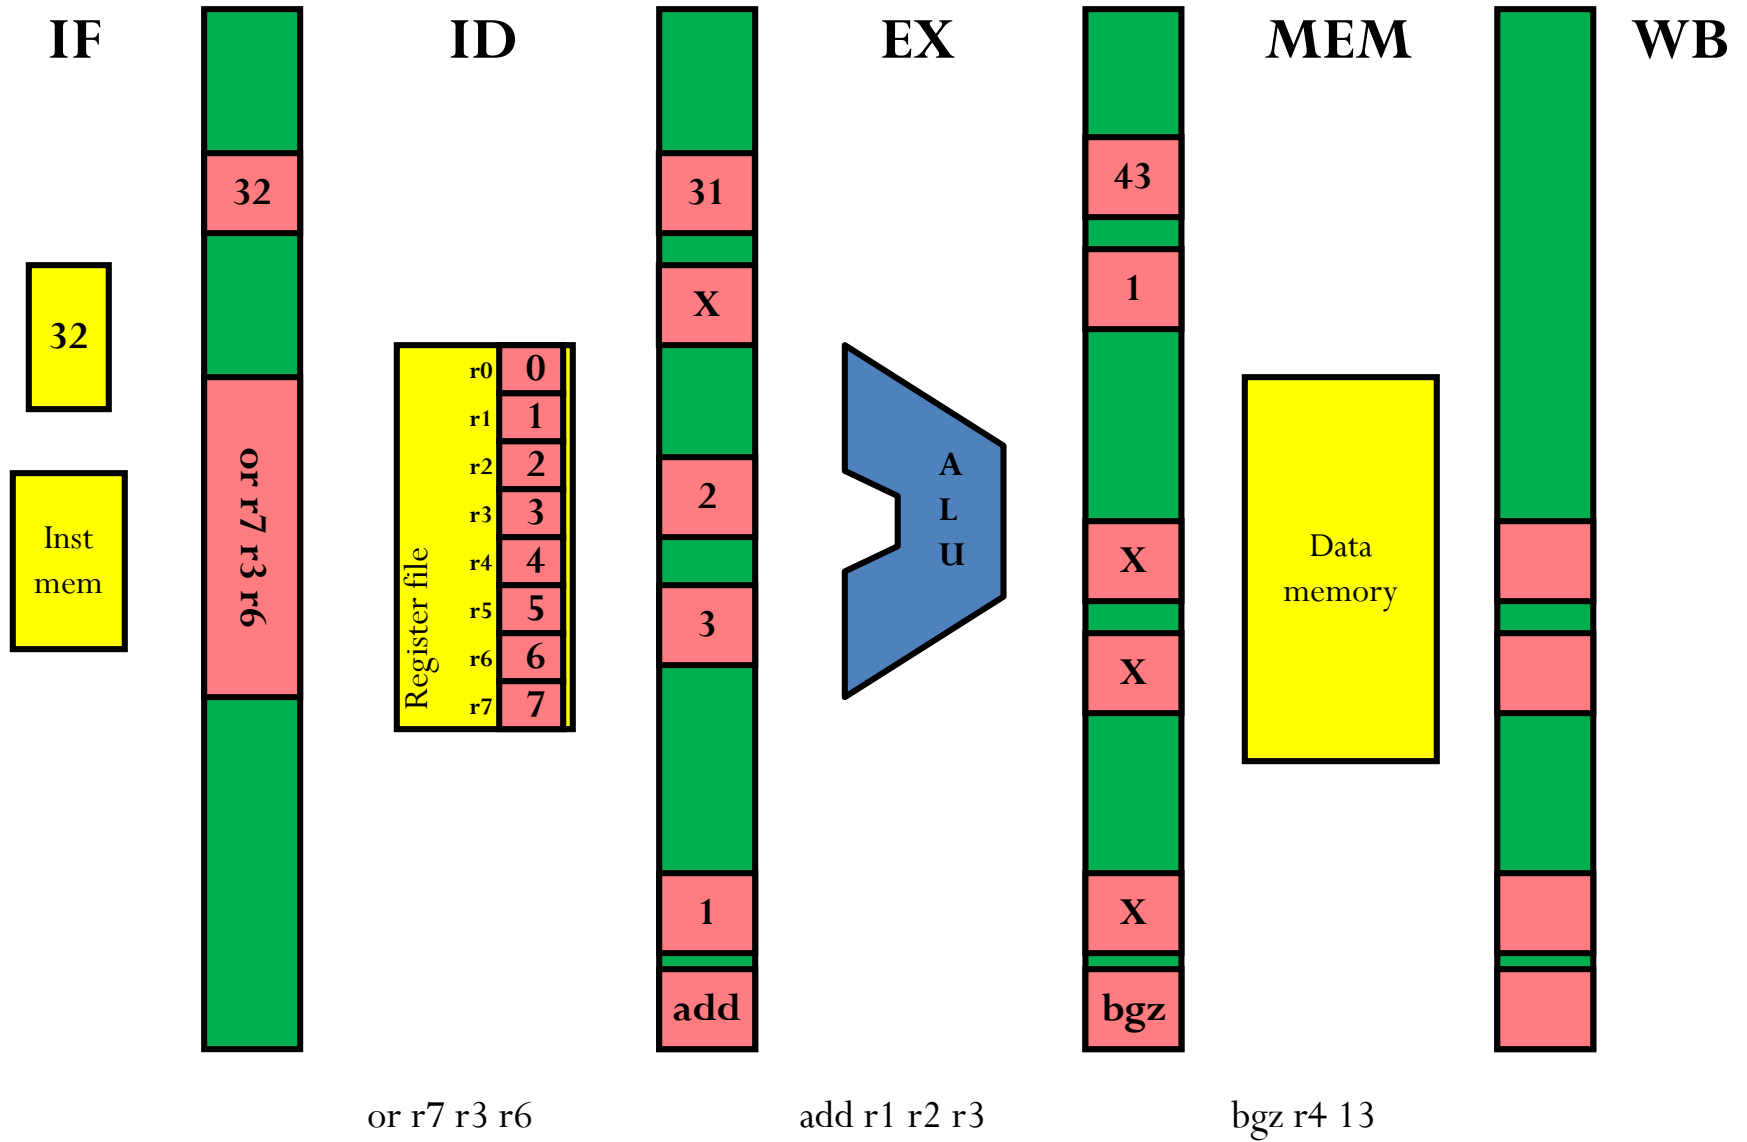 IF
ID
EX
MEM
WB
32
Inst
mem
32
or r7 r3 r6
Register file
r0 0
r1 1
r2 2
r3 3
r4 4
r5 5
r6 6
r7 7
31
X
2
3
1
add
A
L
U
43
1
X
X
X
bgz
Data
memory
or r7 r3 r6
add r1 r2 r3
bgz r4 13